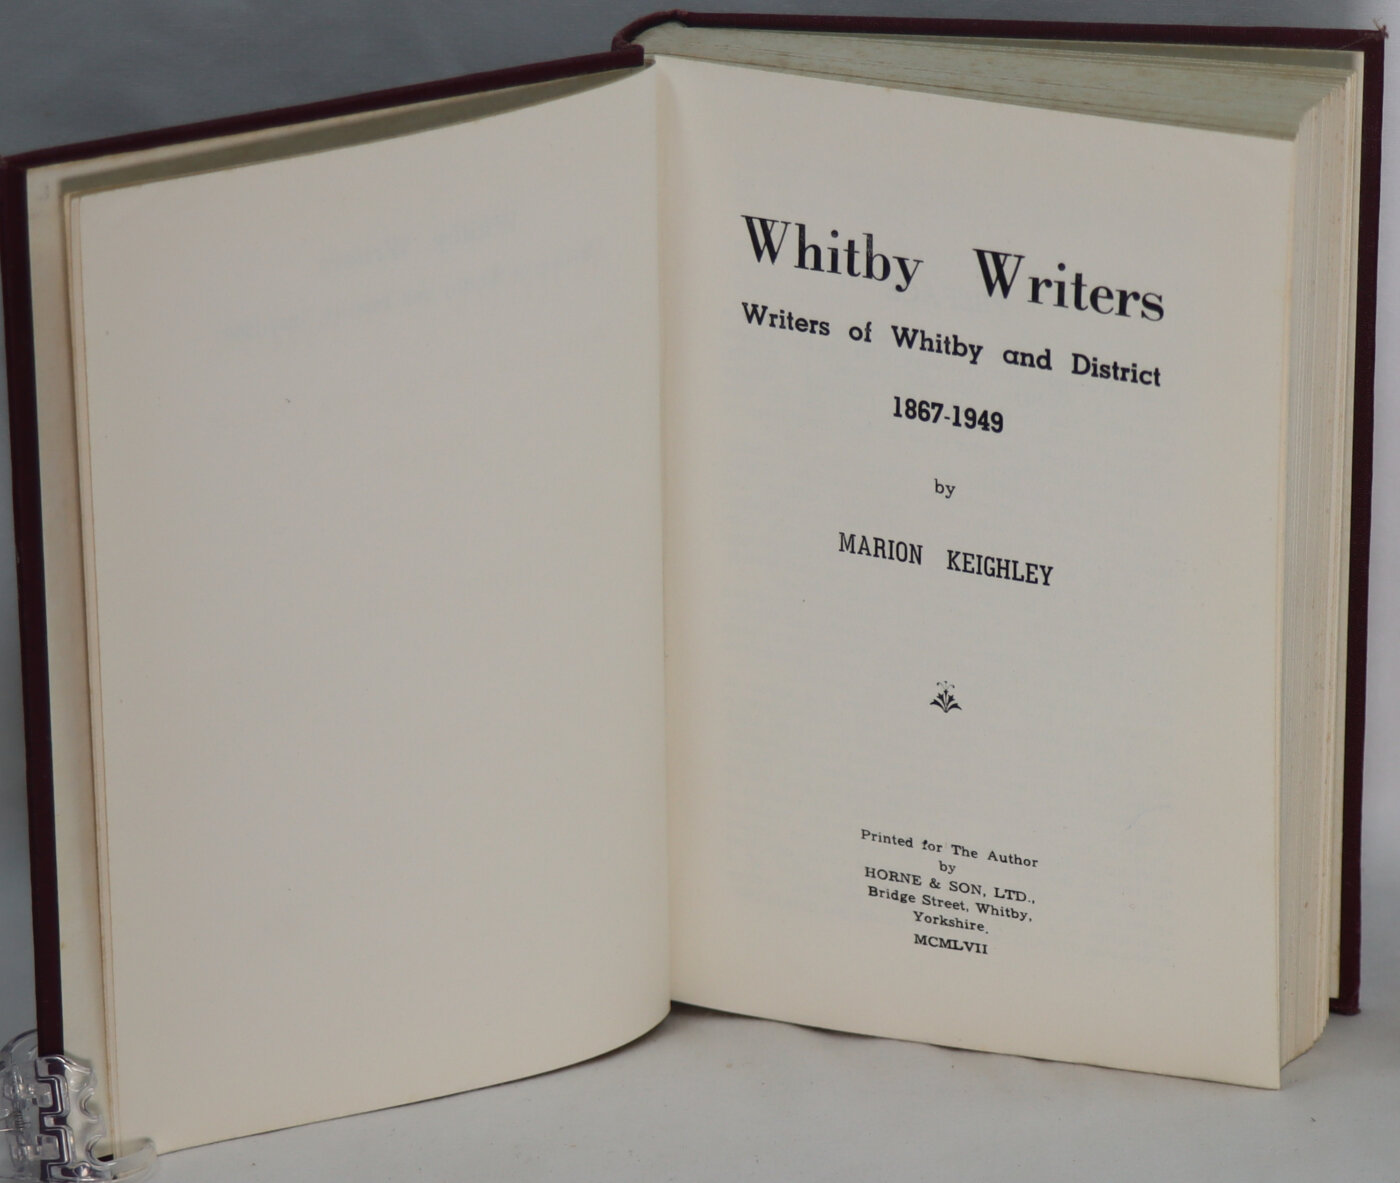 Whitby Writers
Writers of Whitby and District
1867-1949
by
MARION KEIGHLEY
Printed for The Author
by
HORNE & SON, LTD.,
Bridge Street, Whitby,
Yorkshire.
MCMLVII